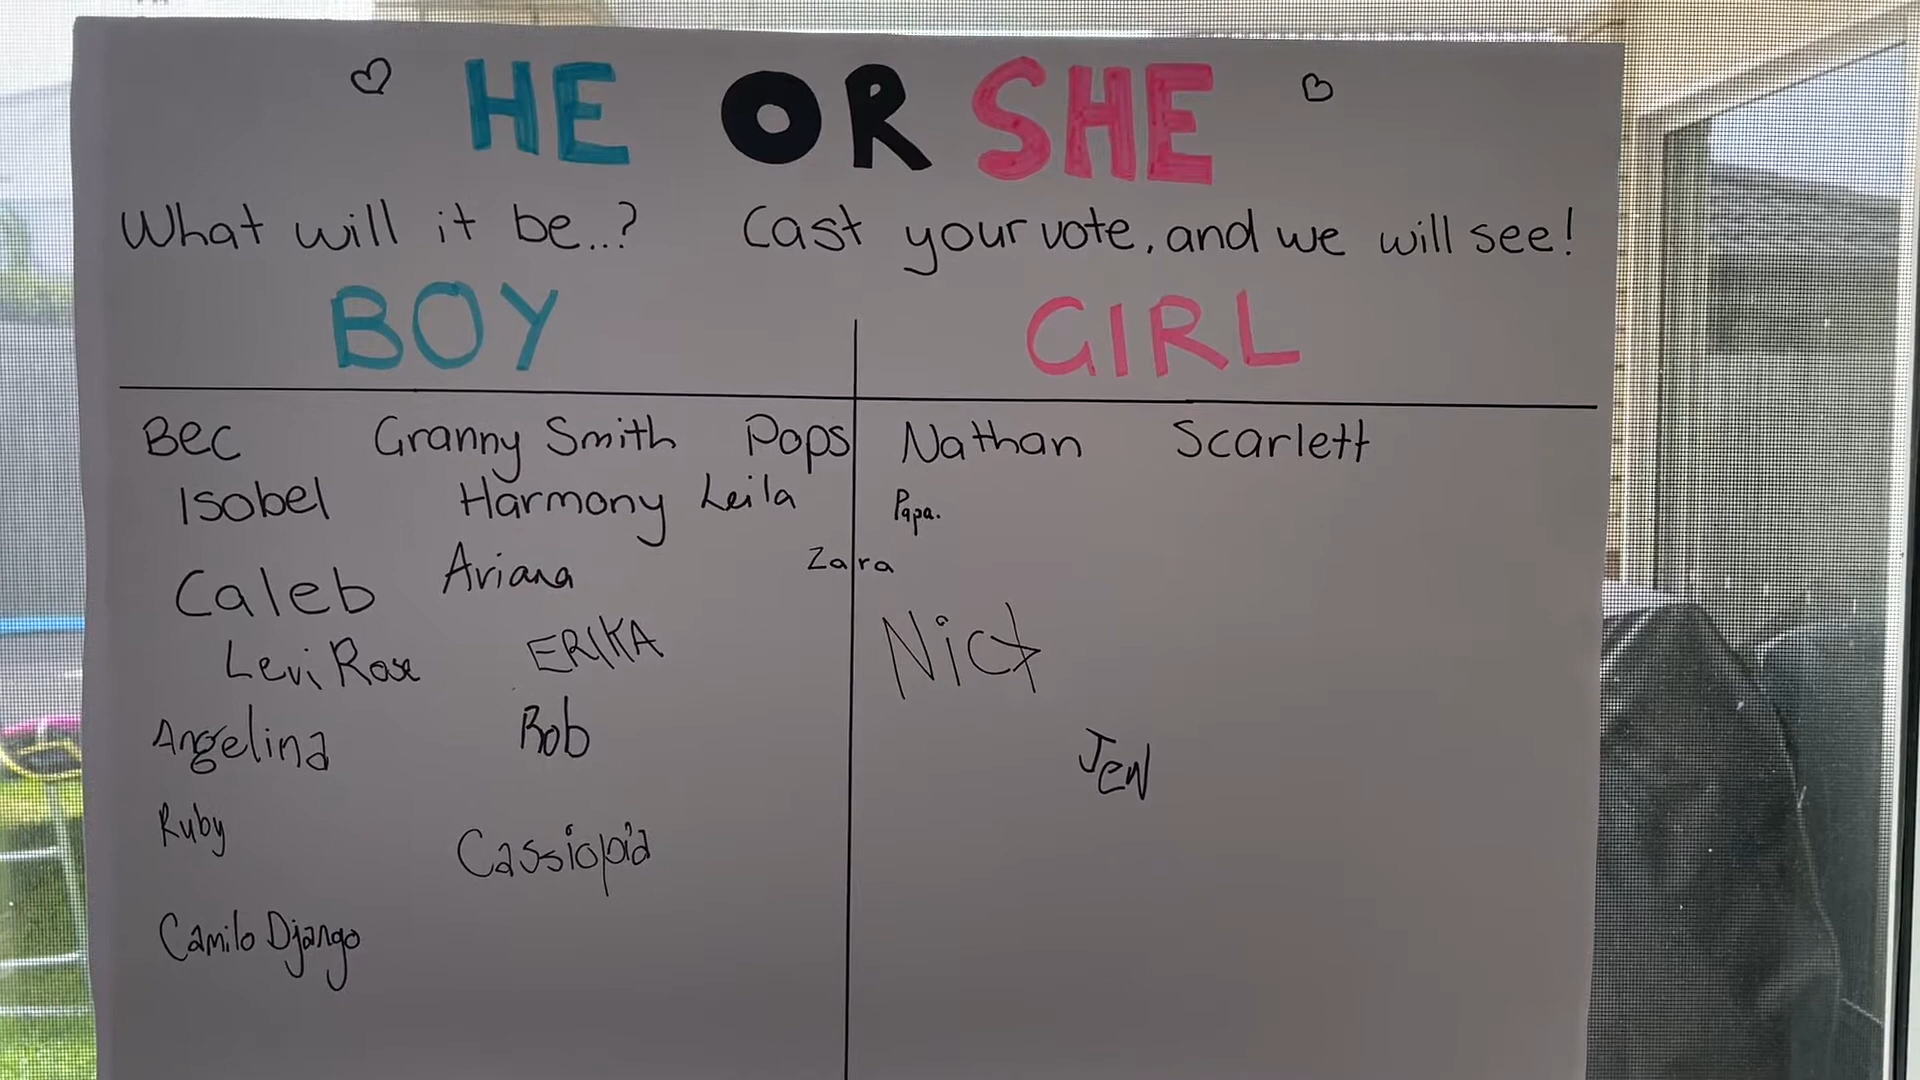 HE OR SHE
What will it be...? Cast your vote, and we will see!
BOY GIRL
Bec Granny Smith Pops Nathan Scarlett
Isobel Harmony Leila Papa.
Caleb Ariana Zara
Levi Rose ERIKA Nick
Angelina Rob Jen
Ruby Cassiopia
Camilo Django